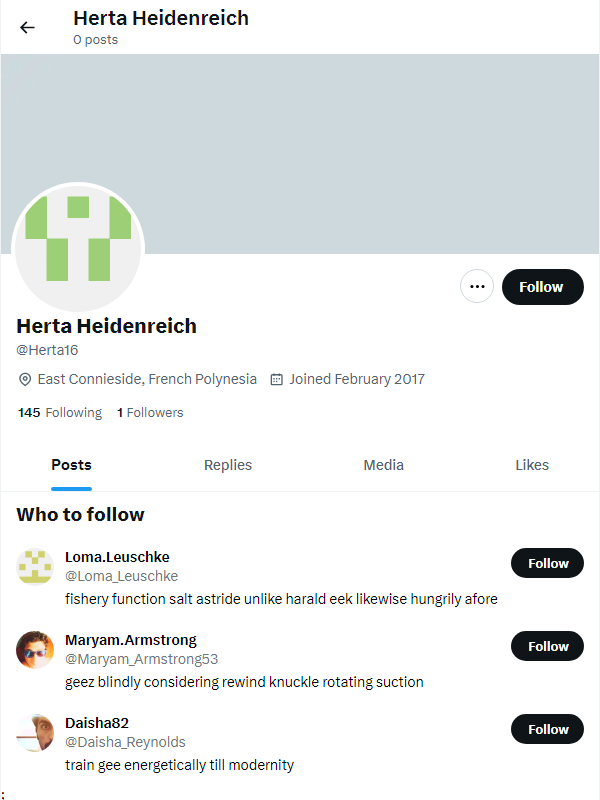 Herta Heidenreich
0 posts
Follow
Herta Heidenreich
@Herta16
East Connieside, French Polynesia Joined February 2017
145 Following 1 Followers
Posts Replies Media Likes
Who to follow
Loma.Leuschke
@Loma_Leuschke
Follow
fishery function salt astride unlike harald eek likewise hungrily afore
Maryam.Armstrong
@Maryam_Armstrong53
Follow
geez blindly considering rewind knuckle rotating suction
Daisha82
@Daisha_Reynolds
Follow
train gee energetically till modernity
;